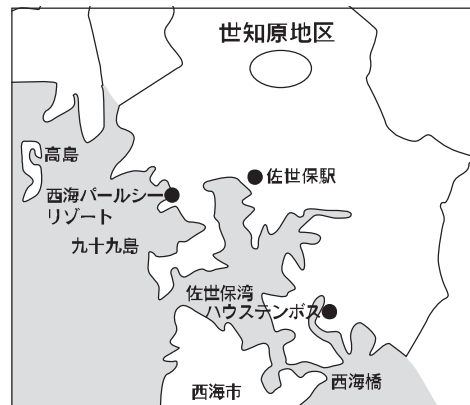 世知原地区
高島
佐世保駅
西海パールシー
リゾート
九十九島
佐世保湾
ハウステンボス
西海橋
西海市